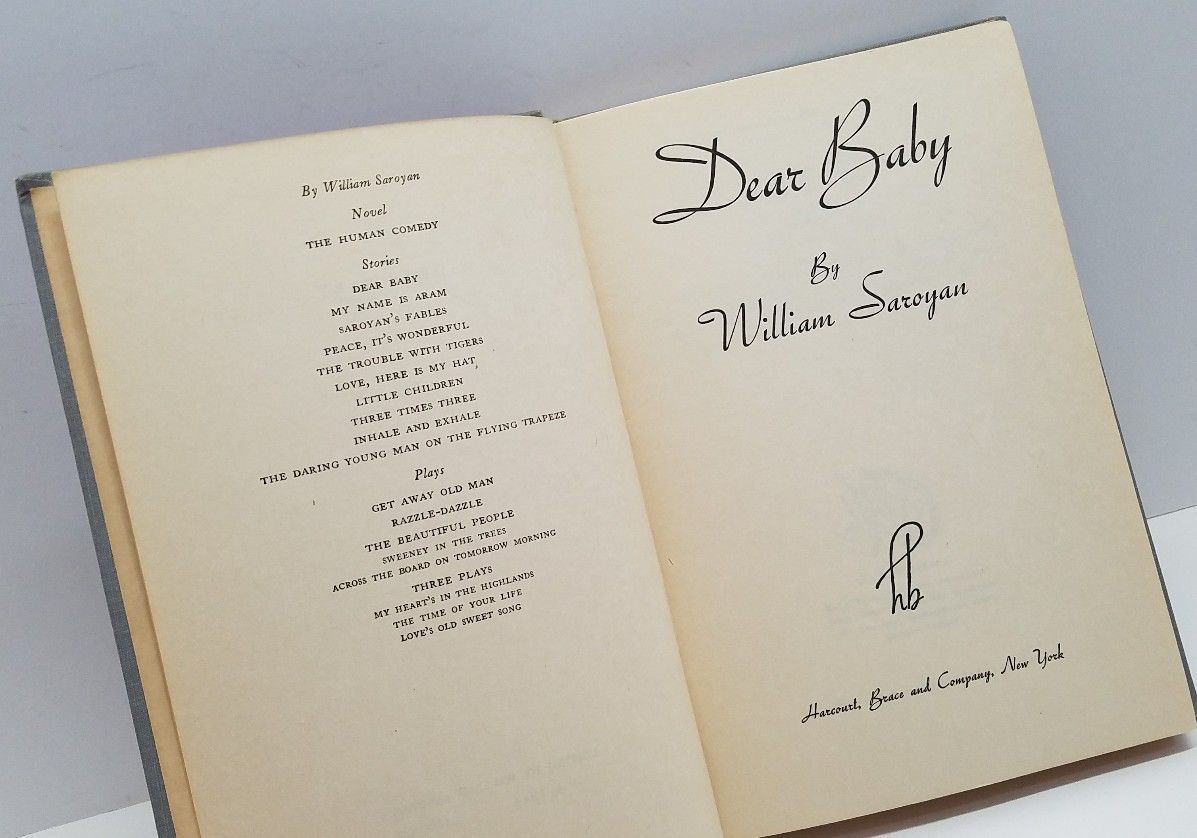 By William Saroyan
Novel
THE HUMAN COMEDY
Stories
DEAR BABY
MY NAME IS ARAM
SAROYAN'S FABLES
PEACE, IT'S WONDERFUL
THE TROUBLE WITH TIGERS
LOVE, HERE IS MY HAT
LITTLE CHILDREN
THREE TIMES THREE
INHALE AND EXHALE
THE DARING YOUNG MAN ON THE FLYING TRAPEZE
Plays
GET AWAY OLD MAN
RAZZLE-DAZZLE
THE BEAUTIFUL PEOPLE
SWEENEY IN THE TREES
ACROSS THE BOARD ON TOMORROW MORNING
THREE PLAYS
MY HEART'S IN THE HIGHLANDS
THE TIME OF YOUR LIFE
LOVE'S OLD SWEET SONG
Dear Baby
By
William Saroyan
hb
Harcourt, Brace and Company, New York